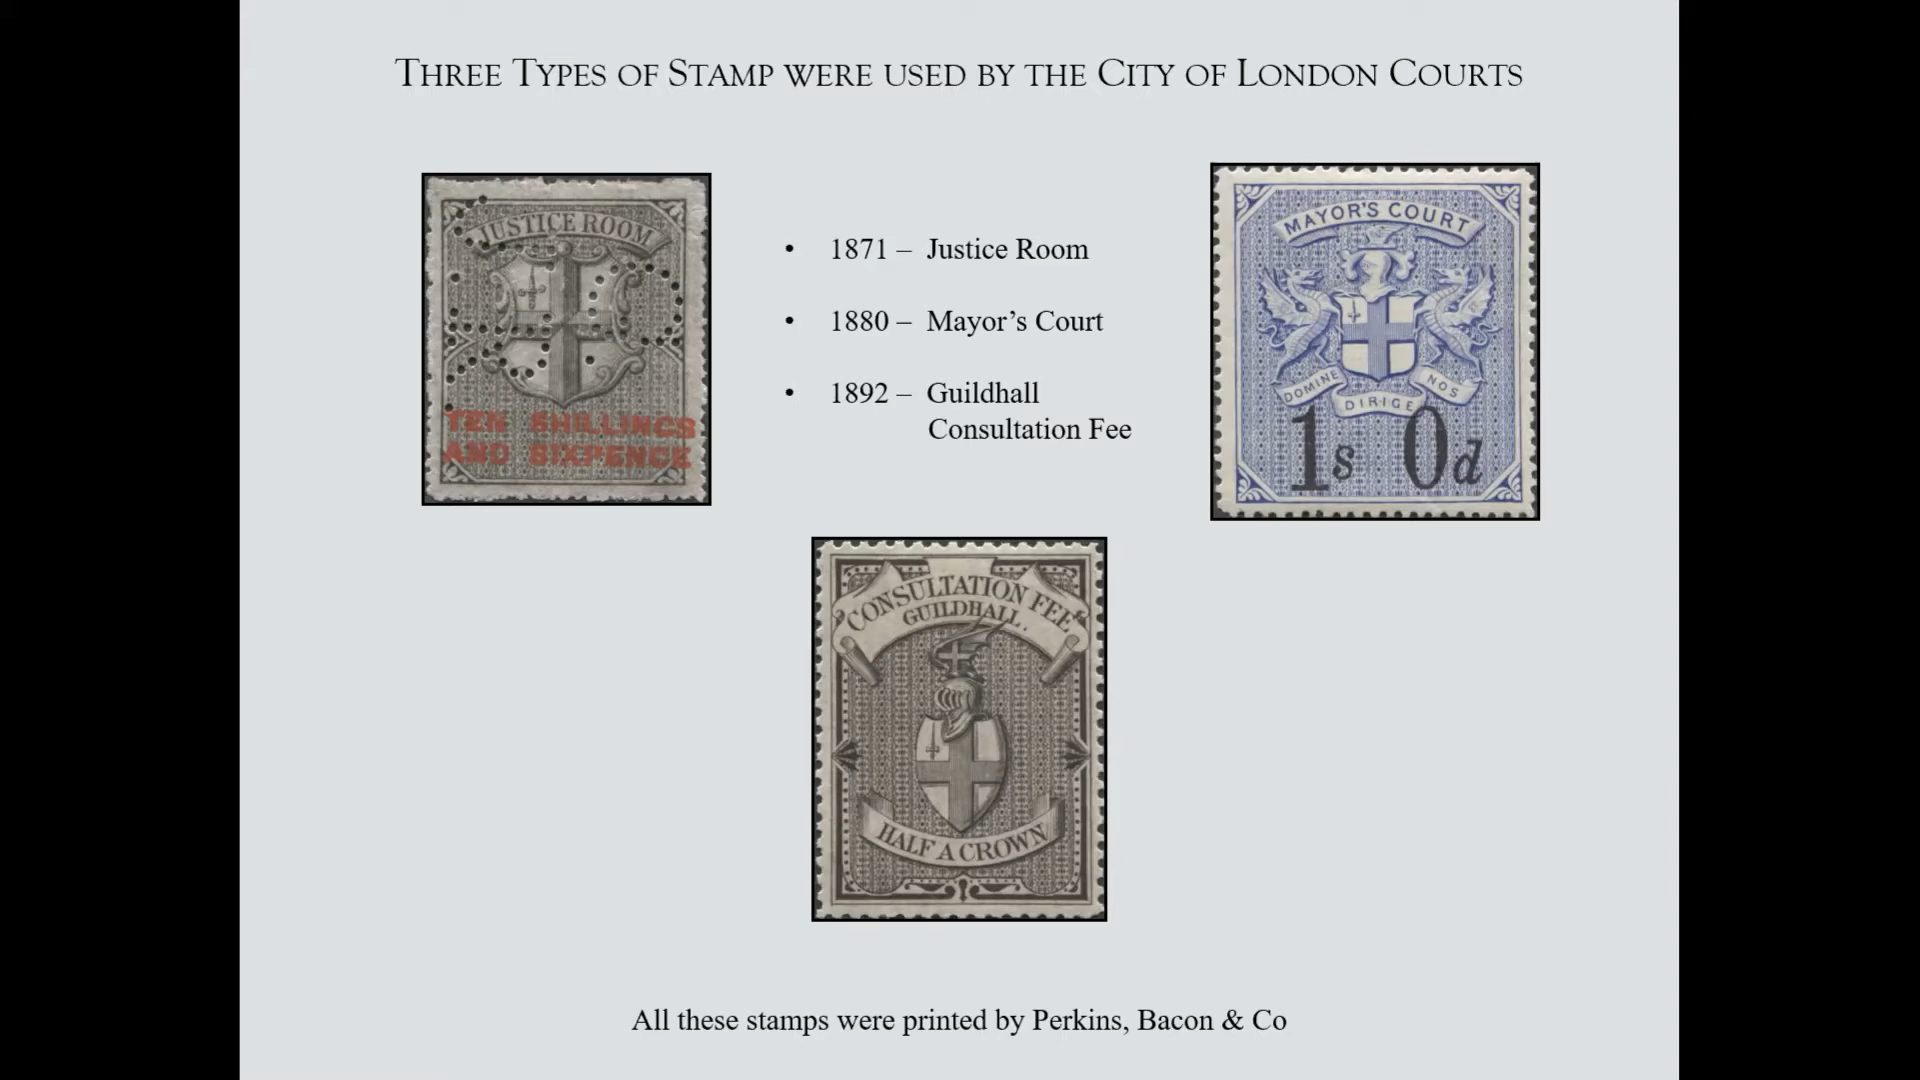 THREE TYPES OF STAMP WERE USED BY THE CITY OF LONDON COURTS
JUSTICE ROOM
TEN SHILLINGS
AND SIXPENCE
• 1871 – Justice Room
• 1880 – Mayor's Court
• 1892 – Guildhall
Consultation Fee
MAYOR'S COURT
DOMINE DIRIGE NOS
1s 0d
CONSULTATION FEE
GUILDHALL.
HALF A CROWN
All these stamps were printed by Perkins, Bacon & Co